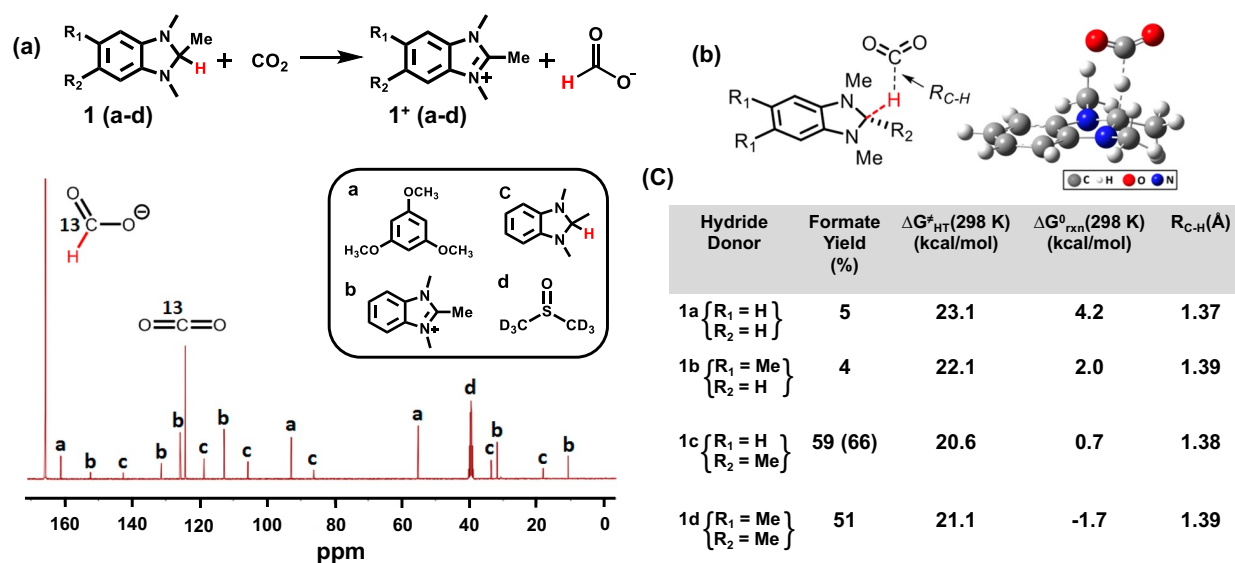 (a)
R₁
R₂
N
N
Me
H
+
CO₂
R₁
R₂
N
N
+
Me
+
O
H
O⁻
1 (a-d)
1⁺ (a-d)
O
13
C
O
⊖
H
13
O=C=O
a
OCH₃
H₃CO
OCH₃
C
N
N
H
b
N
Me
N
+
d
O
S
D₃C
CD₃
a b c b b c b c a c a d c b c b
160 140 120 100 80 60 40 20 0
ppm
(b)
O
C
O
Me
H
R_C-H
R₁
R₁
N
N
R₂
Me
C H O N
(C)
Hydride Donor
Formate Yield (%)
ΔG≠HT(298 K) (kcal/mol)
ΔG⁰rxn(298 K) (kcal/mol)
R_C-H(Å)
1a {R₁ = H R₂ = H} 5 23.1 4.2 1.37
1b {R₁ = Me R₂ = H} 4 22.1 2.0 1.39
1c {R₁ = H R₂ = Me} 59 (66) 20.6 0.7 1.38
1d {R₁ = Me R₂ = Me} 51 21.1 -1.7 1.39